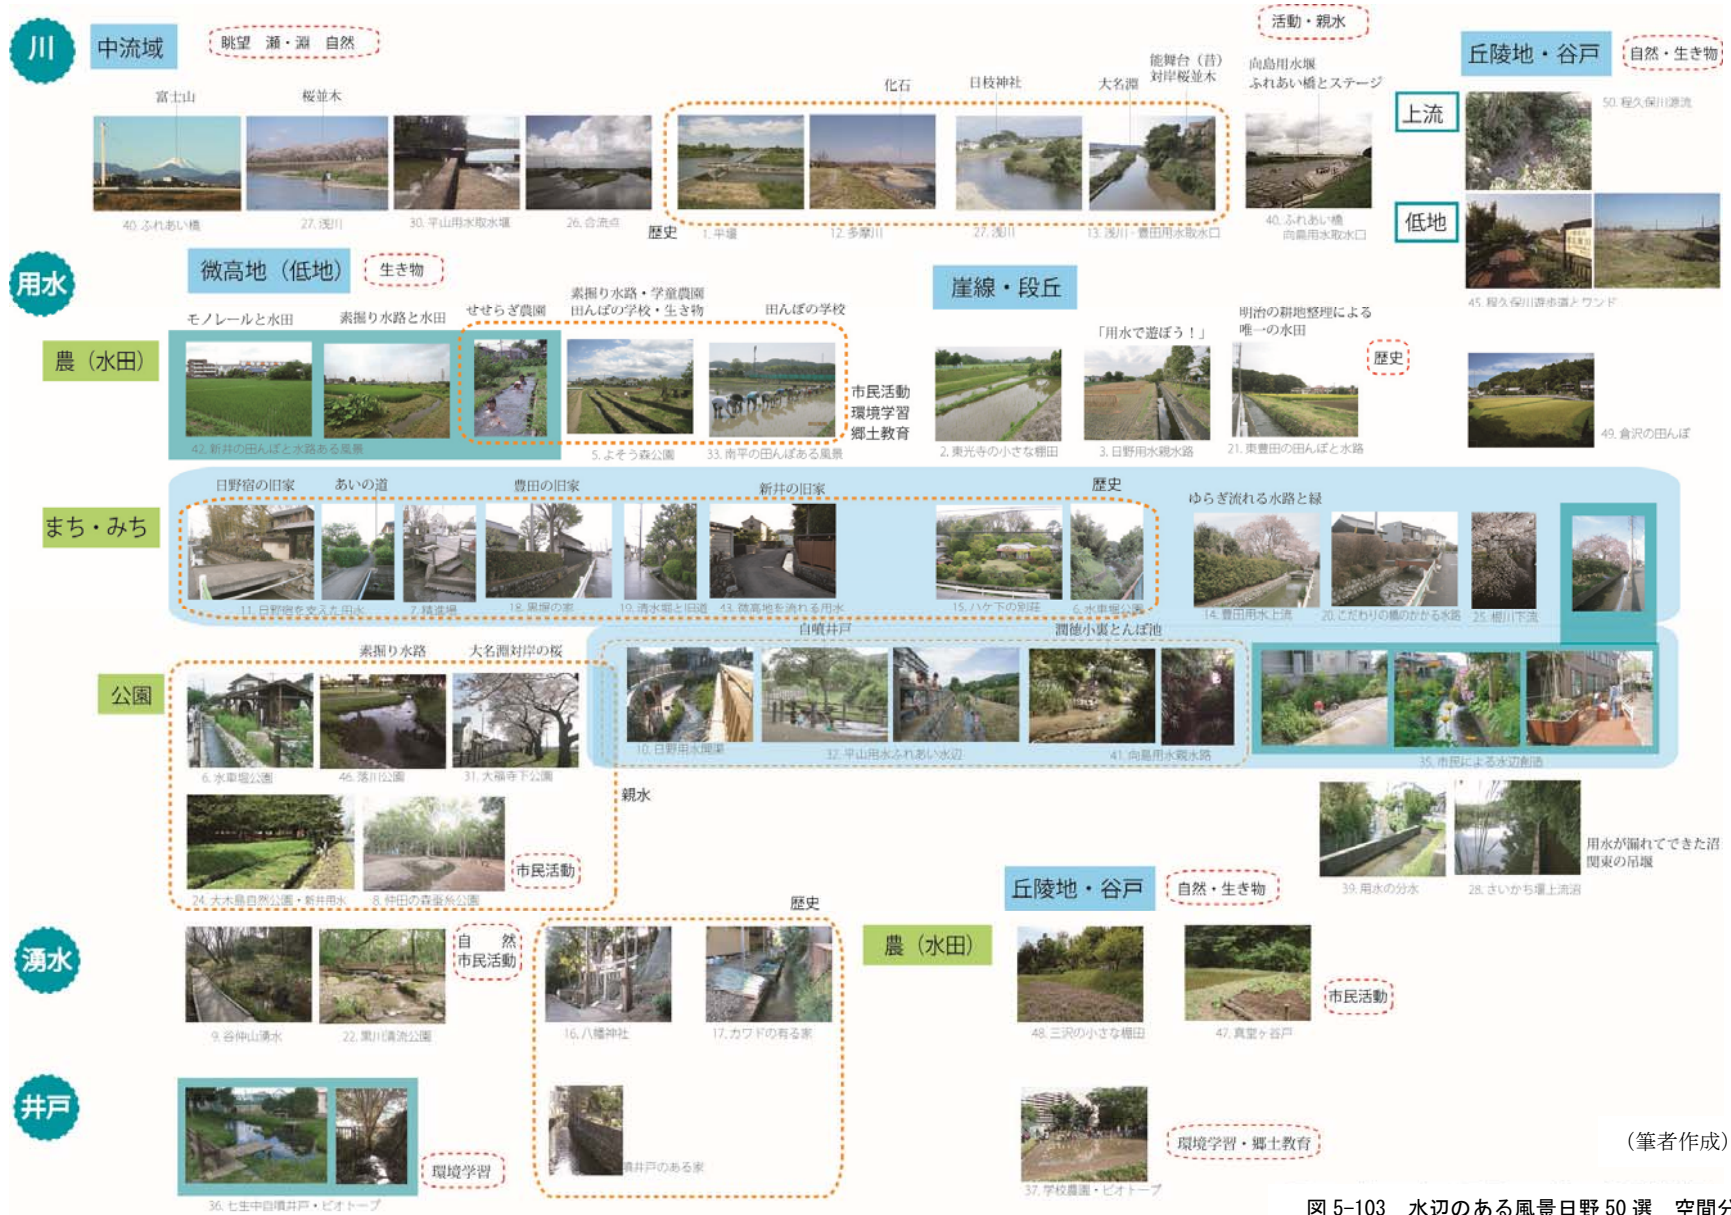 川
中流域
眺望 瀬・淵 自然
活動・親水
丘陵地・谷戸
自然・生き物
富士山
桜並木
化石
日枝神社
大名淵
能舞台（昔）
対岸桜並木
向島用水堰
ふれあい橋とステージ
上流
50. 程久保川源流
40. ふれあい橋
27. 浅川
30. 平山用水取水堰
26. 合流点
歴史
1. 平堰
12. 多摩川
27. 浅川
13. 浅川・豊田用水取水口
40. ふれあい橋
向島用水取水口
低地
45. 程久保川遊歩道とワンド
用水
微高地（低地）
生き物
崖線・段丘
モノレールと水田
素掘り水路と水田
せせらぎ農園
素掘り水路・学童農園
田んぼの学校・生き物
田んぼの学校
「用水で遊ぼう！」
明治の耕地整理による
唯一の水田
歴史
農（水田）
市民活動
環境学習
郷土教育
42. 新井の田んぼと水路ある風景
5. よそう森公園
33. 南平の田んぼある風景
2. 東光寺の小さな棚田
3. 日野用水親水路
21. 東豊田の田んぼと水路
49. 倉沢の田んぼ
まち・みち
日野宿の旧家
あいの道
豊田の旧家
新井の旧家
歴史
ゆらぎ流れる水路と緑
11. 日野宿を支えた用水
7. 精進場
18. 黒塀の家
19. 清水堀と旧道
43. 微高地を流れる用水
15. ハケ下の別荘
6. 水車堀公園
14. 豊田用水上流
20. こだわりの橋のかかる水路
25. 根川下流
公園
素掘り水路
大名淵対岸の桜
自噴井戸
潤徳小裏とんぼ池
6. 水車堀公園
46. 落川公園
31. 大福寺下公園
10. 日野用水開渠
32. 平山用水ふれあい水辺
41. 向島用水親水路
35. 市民による水辺創造
親水
24. 大木島自然公園・新井用水
8. 仲田の森蚕糸公園
市民活動
39. 用水の分水
28. さいかち堰上流沼
用水が漏れてできた沼
関東の吊堰
湧水
自 然
市民活動
歴史
農（水田）
丘陵地・谷戸
自然・生き物
市民活動
9. 谷仲山湧水
22. 黒川清流公園
16. 八幡神社
17. カワドの有る家
48. 三沢の小さな棚田
47. 真堂ヶ谷戸
井戸
環境学習
36. 七生中自噴井戸・ビオトープ
噴井戸のある家
37. 学校農園・ビオトープ
環境学習・郷土教育
（筆者作成）
図 5-103 水辺のある風景日野 50 選 空間分